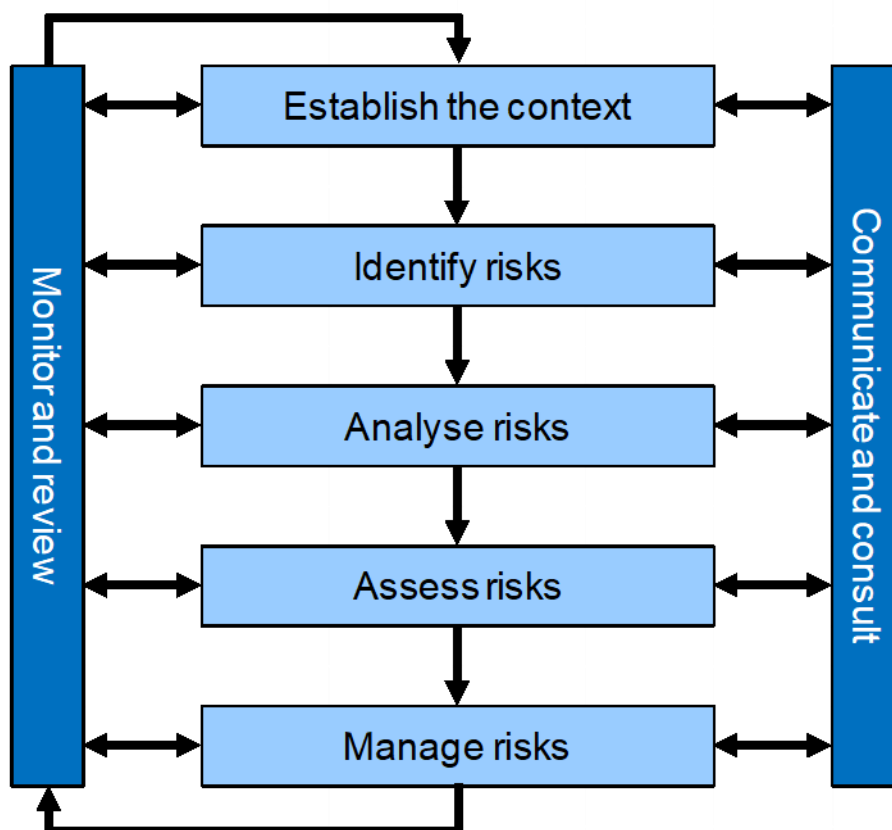 Establish the context
Identify risks
Analyse risks
Assess risks
Manage risks
Monitor and review
Communicate and consult